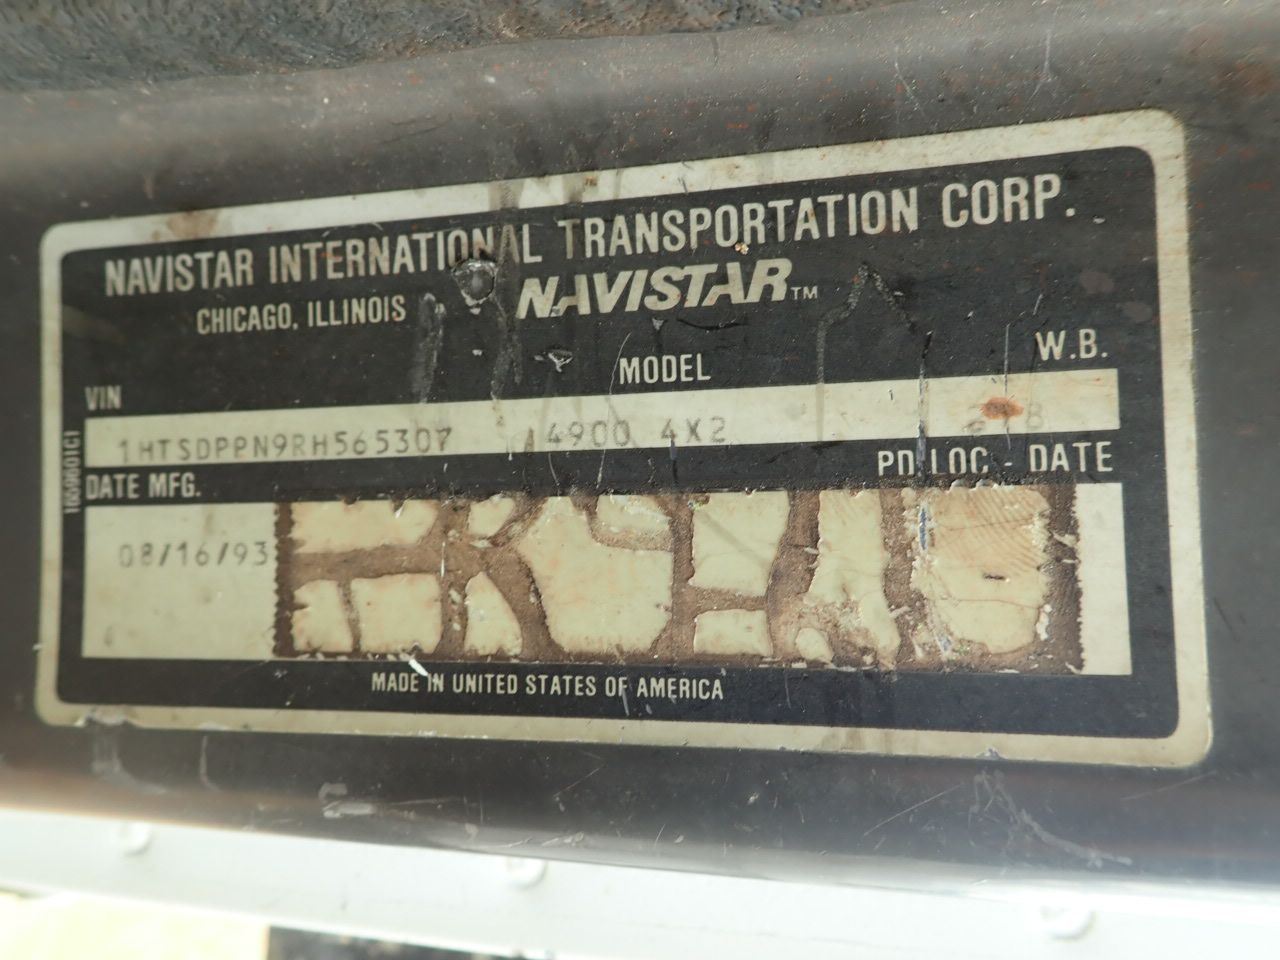 NAVISTAR INTERNATIONAL TRANSPORTATION CORP.
CHICAGO, ILLINOIS NAVISTAR™
VIN MODEL W.B.
1HTSDPPN9RH565307 4900 4X2
DATE MFG. PD LOC - DATE
08/16/93
MADE IN UNITED STATES OF AMERICA
1659601C1